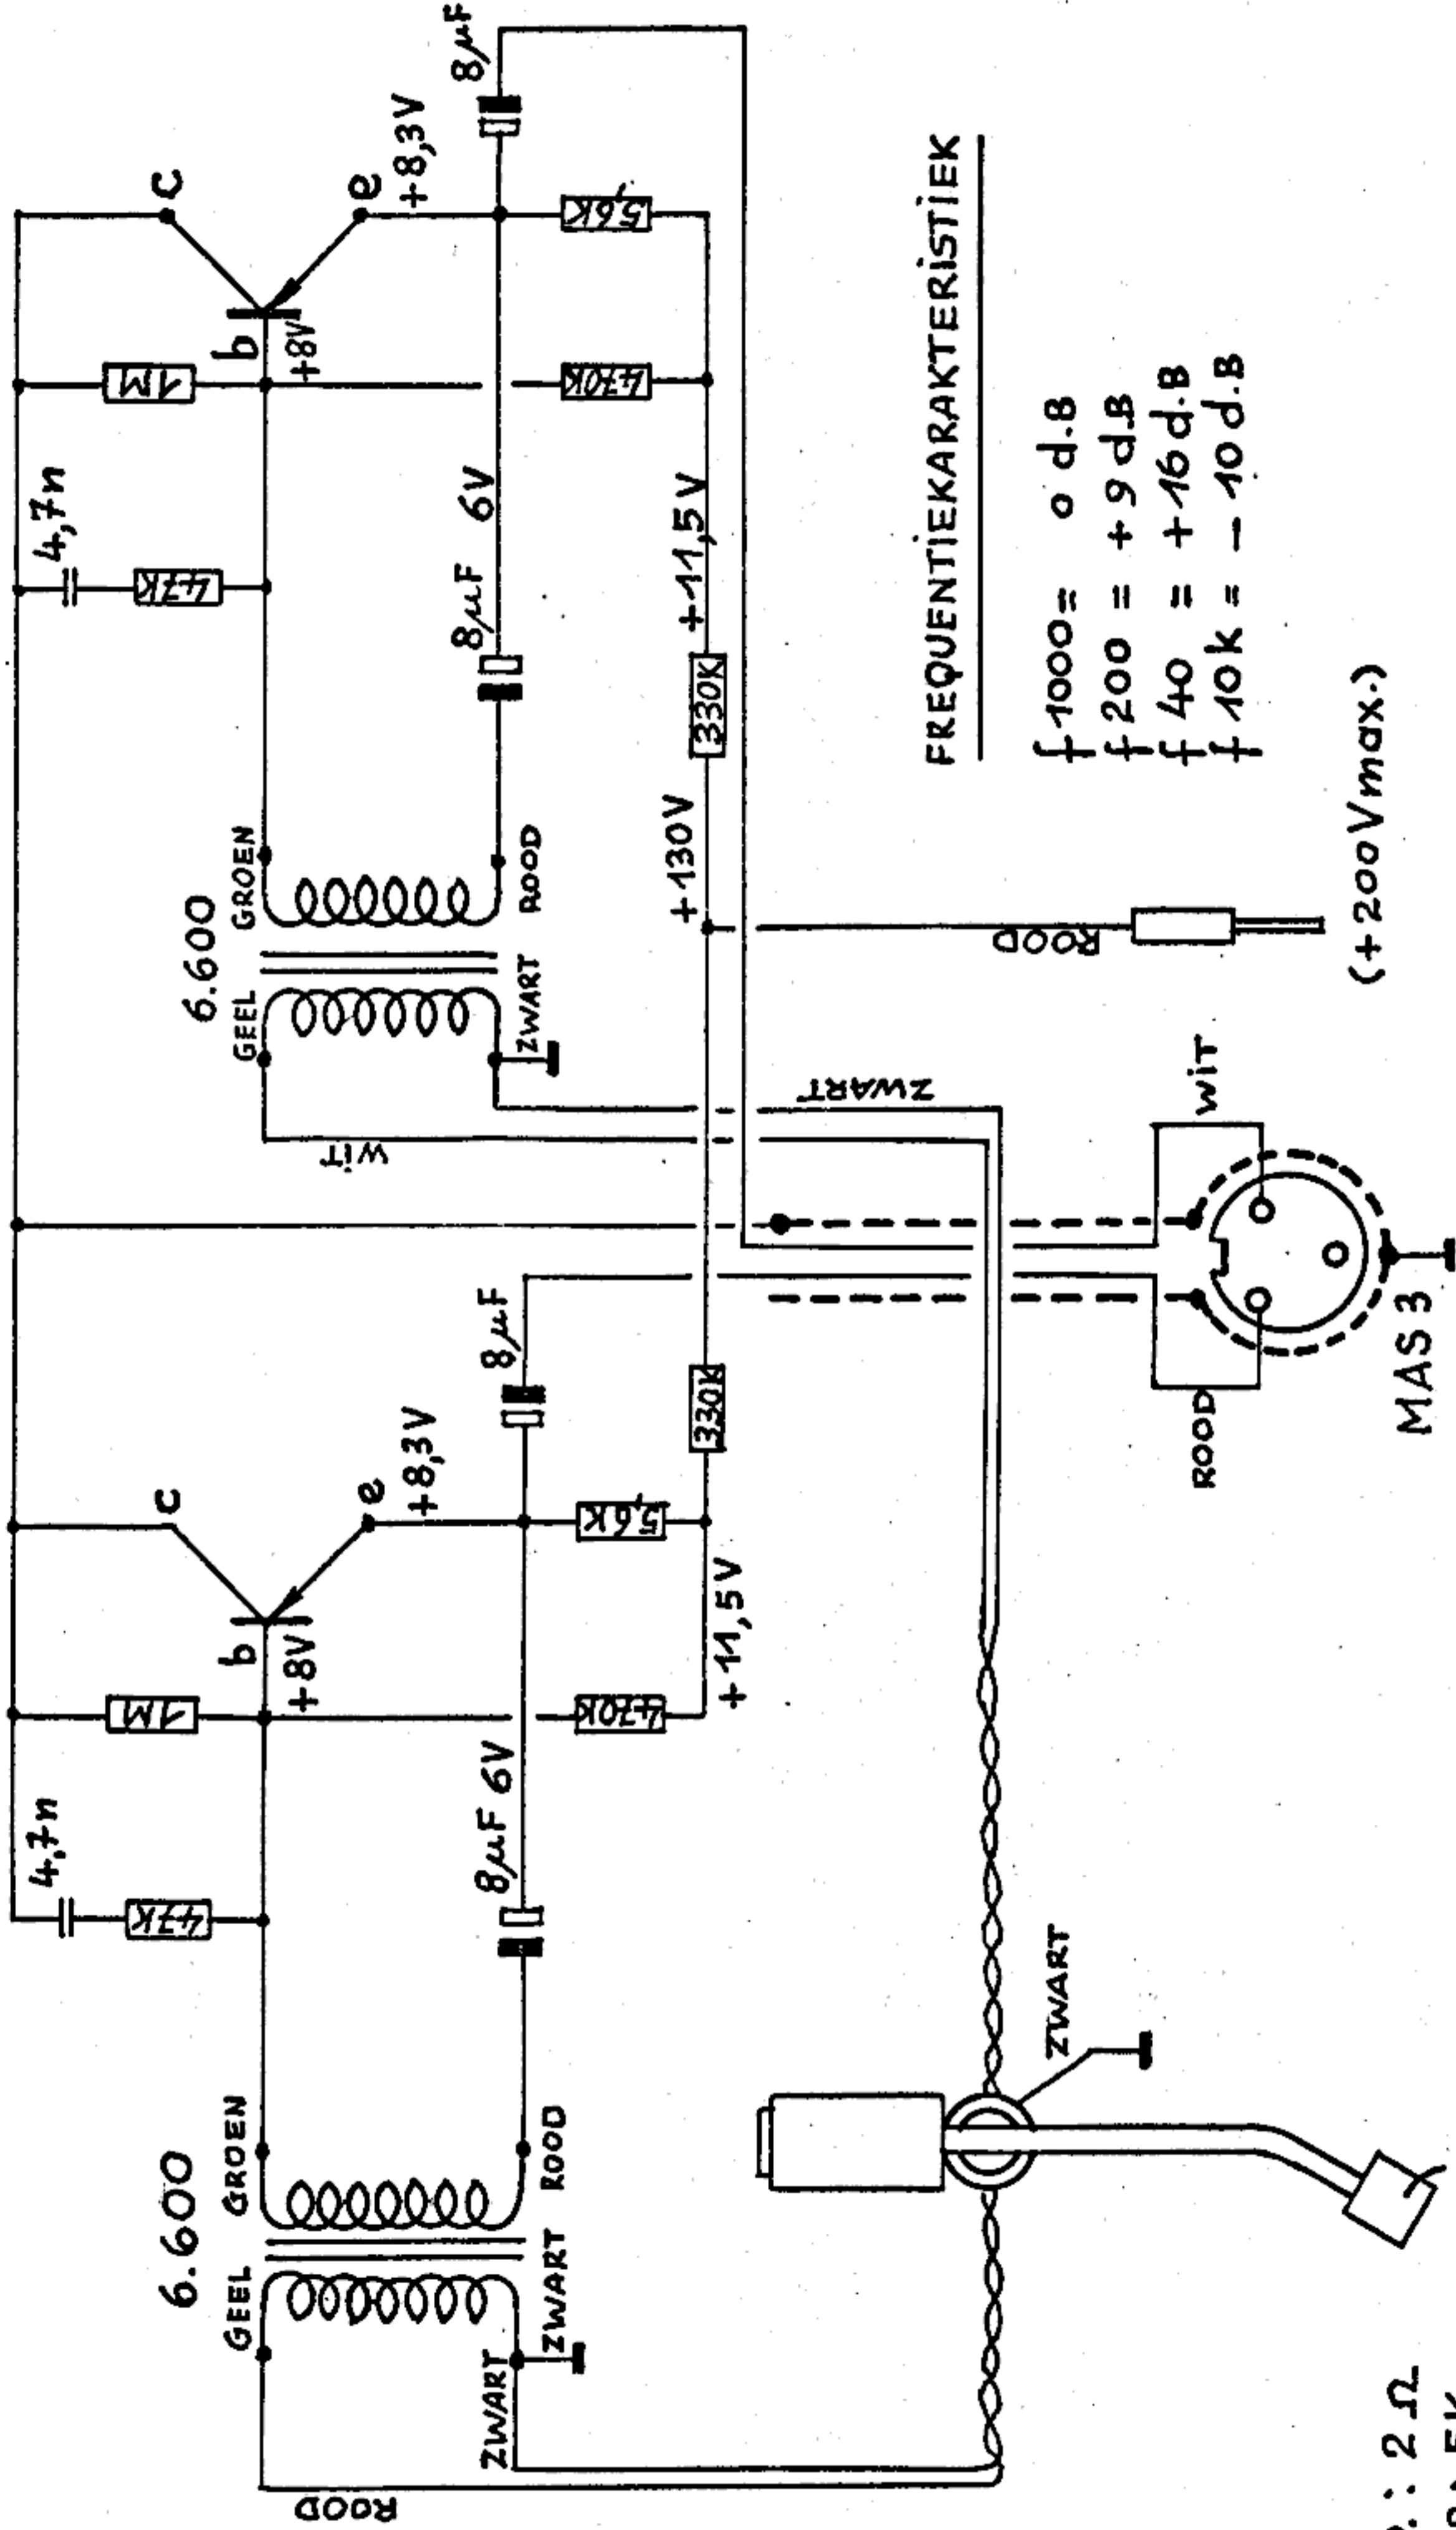 6.600
GEEL GROEN
ZWART ROOD
ZWART
ROOD
4,7n
47K
1M
b
+8V
c
e
+8,3V
8µF 6V
8µF
470K
5,6K
+11,5V
330K
6.600
GEEL GROEN
ZWART ROOD
WIT
ZWART
4,7n
47K
1M
b
+8V
c
e
+8,3V
8µF 6V
8µF
470K
5,6K
+11,5V
330K
+130V
ROOD
(+200Vmax.)
ZWART
ROOD
WIT
MAS 3
FREQUENTIEKARAKTERISTIEK
f 1000 = 0 d.B
f 200 = + 9 d.B
f 40 = + 16 d.B
f 10k = - 10 d.B
: 2 Ω